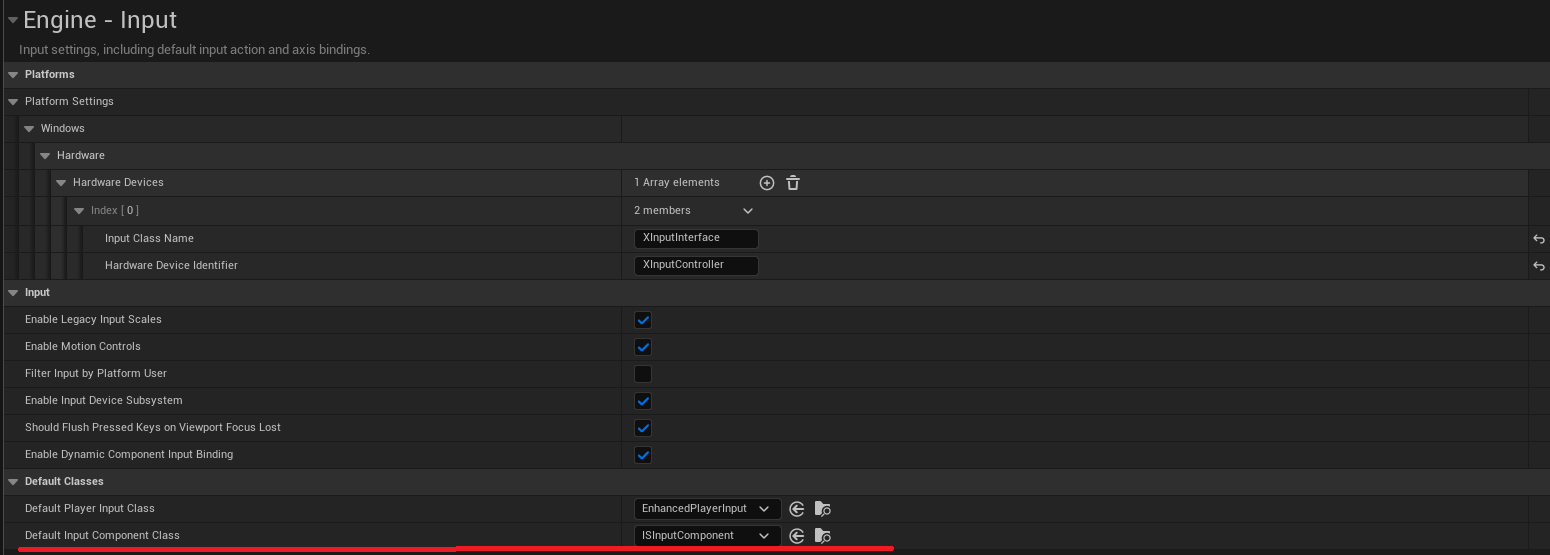 Engine - Input
Input settings, including default input action and axis bindings.
Platforms
Platform Settings
Windows
Hardware
Hardware Devices 1 Array elements
Index [ 0 ] 2 members
Input Class Name XInputInterface
Hardware Device Identifier XInputController
Input
Enable Legacy Input Scales
Enable Motion Controls
Filter Input by Platform User
Enable Input Device Subsystem
Should Flush Pressed Keys on Viewport Focus Lost
Enable Dynamic Component Input Binding
Default Classes
Default Player Input Class EnhancedPlayerInput
Default Input Component Class ISInputComponent